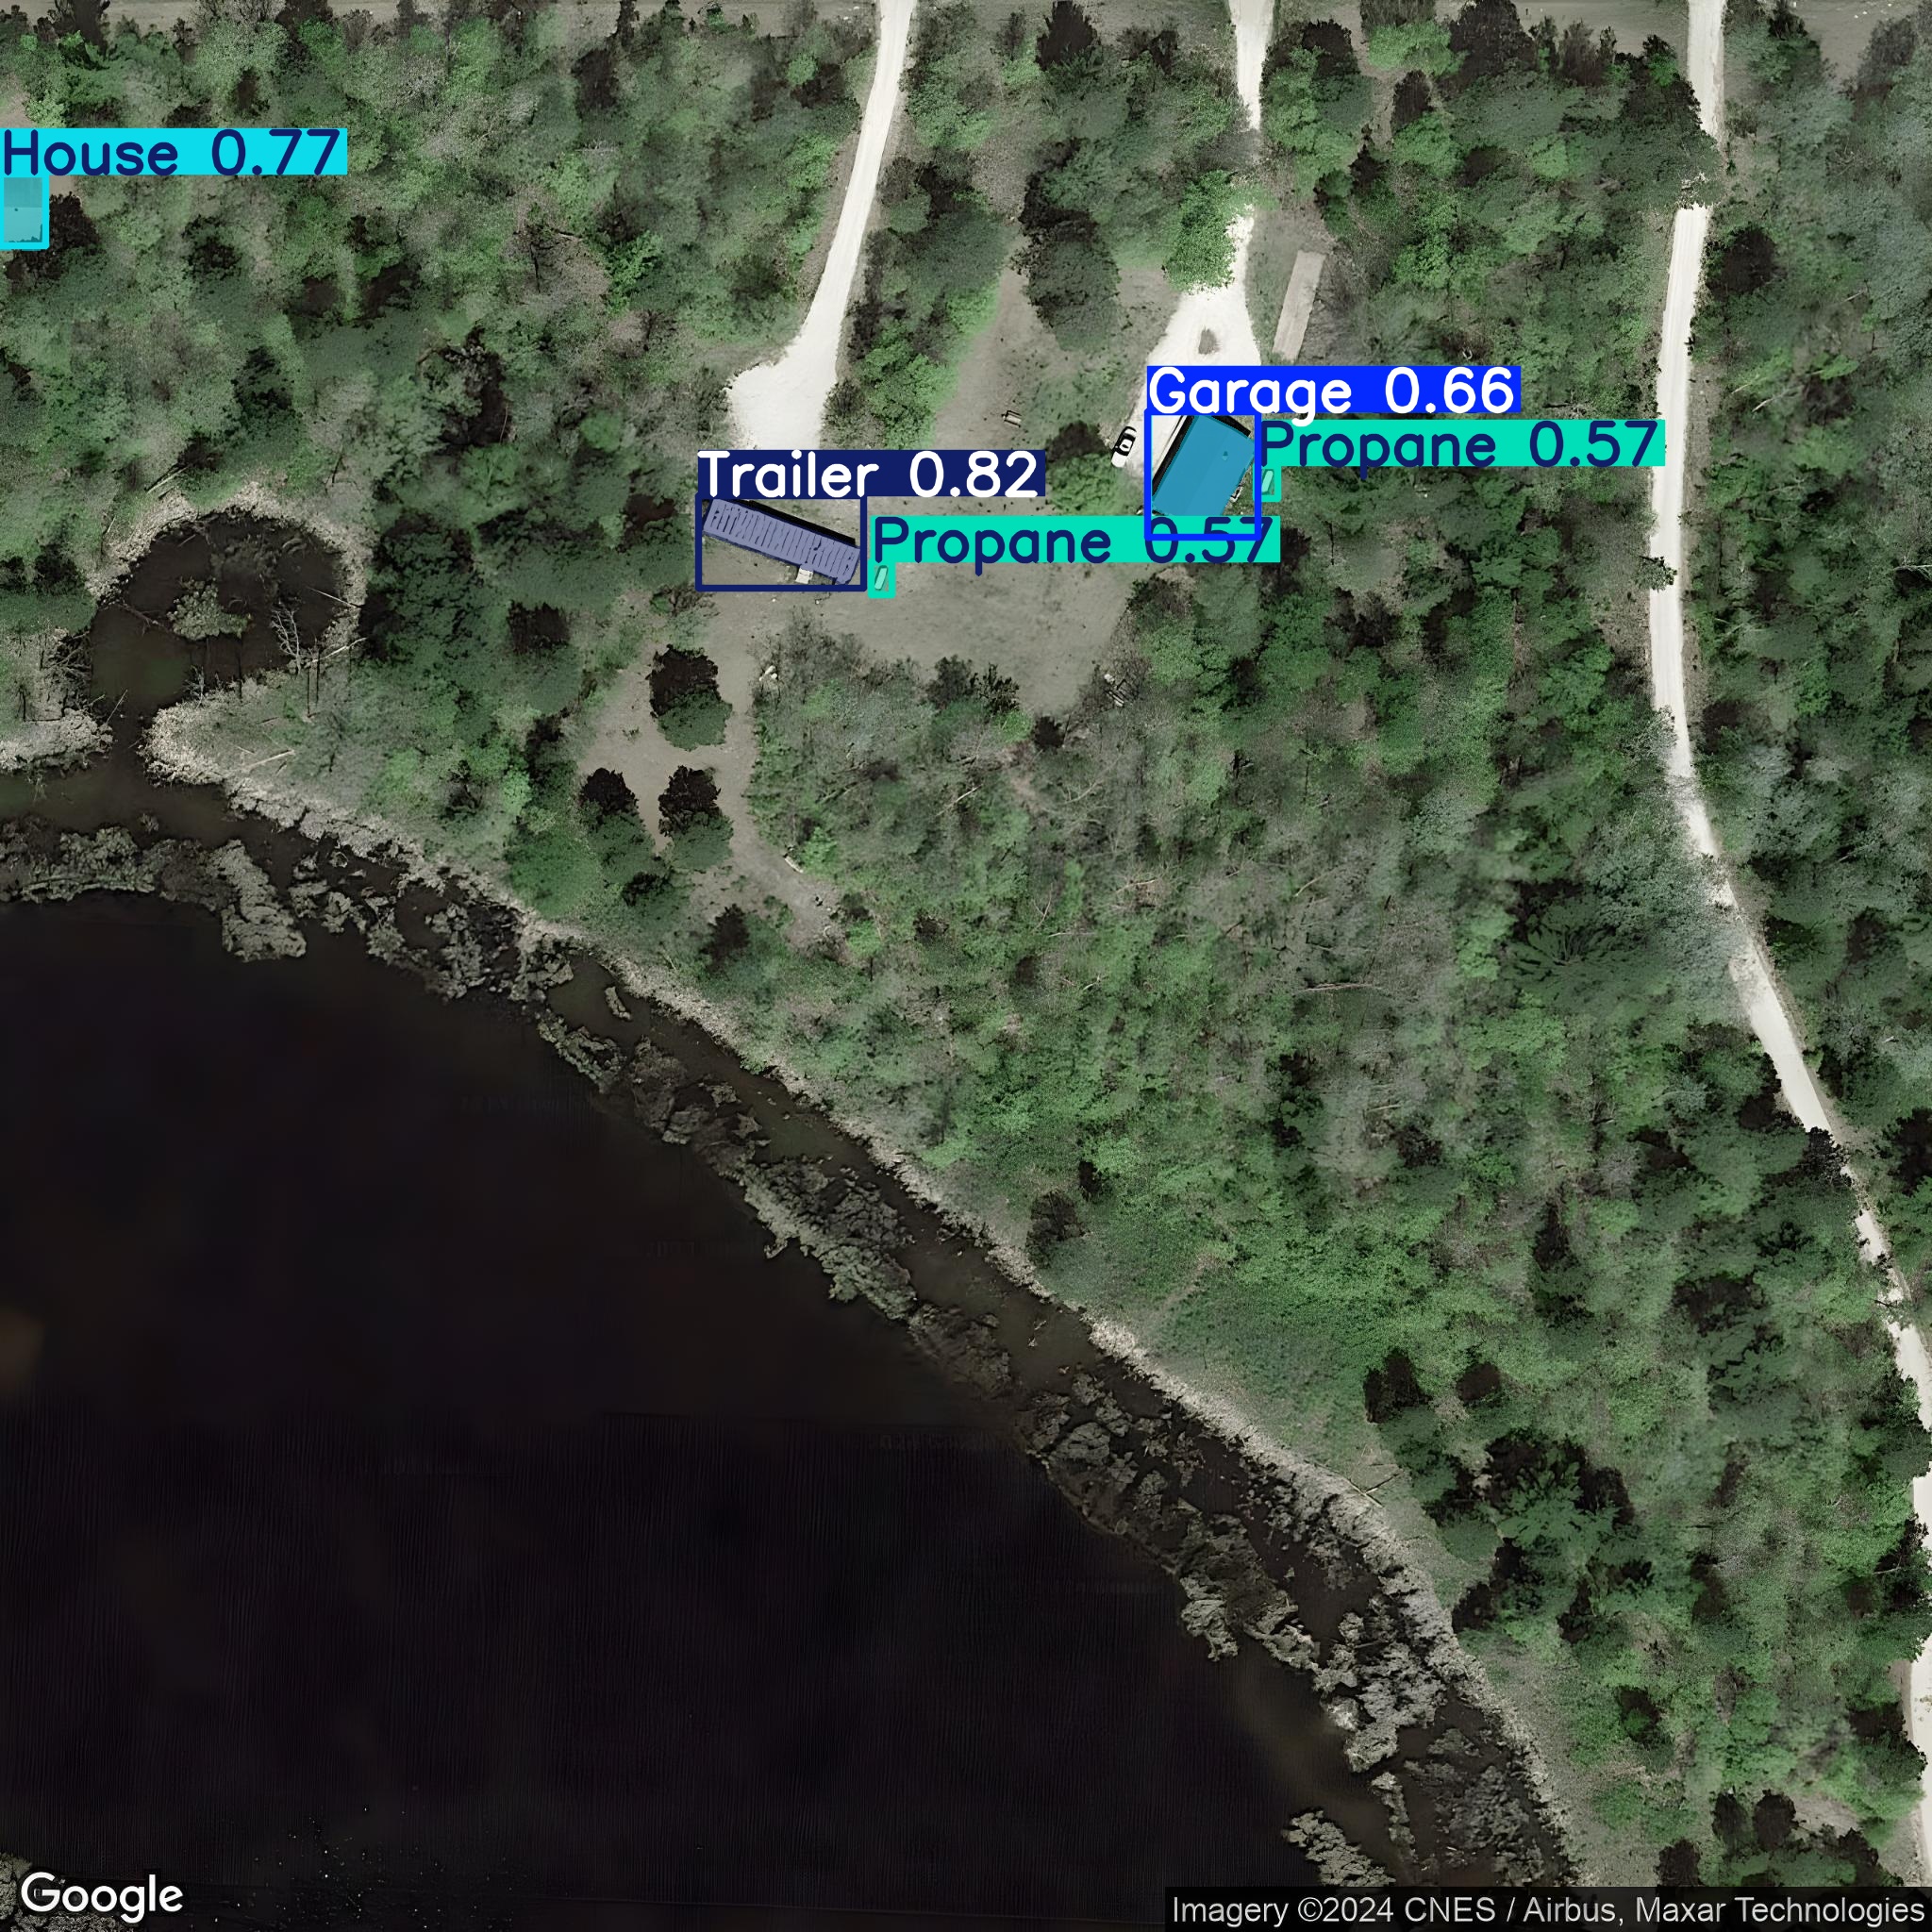 House 0.77
Garage 0.66
Propane 0.57
Trailer 0.82
Propane 0.57
Google
Imagery ©2024 CNES / Airbus, Maxar Technologies